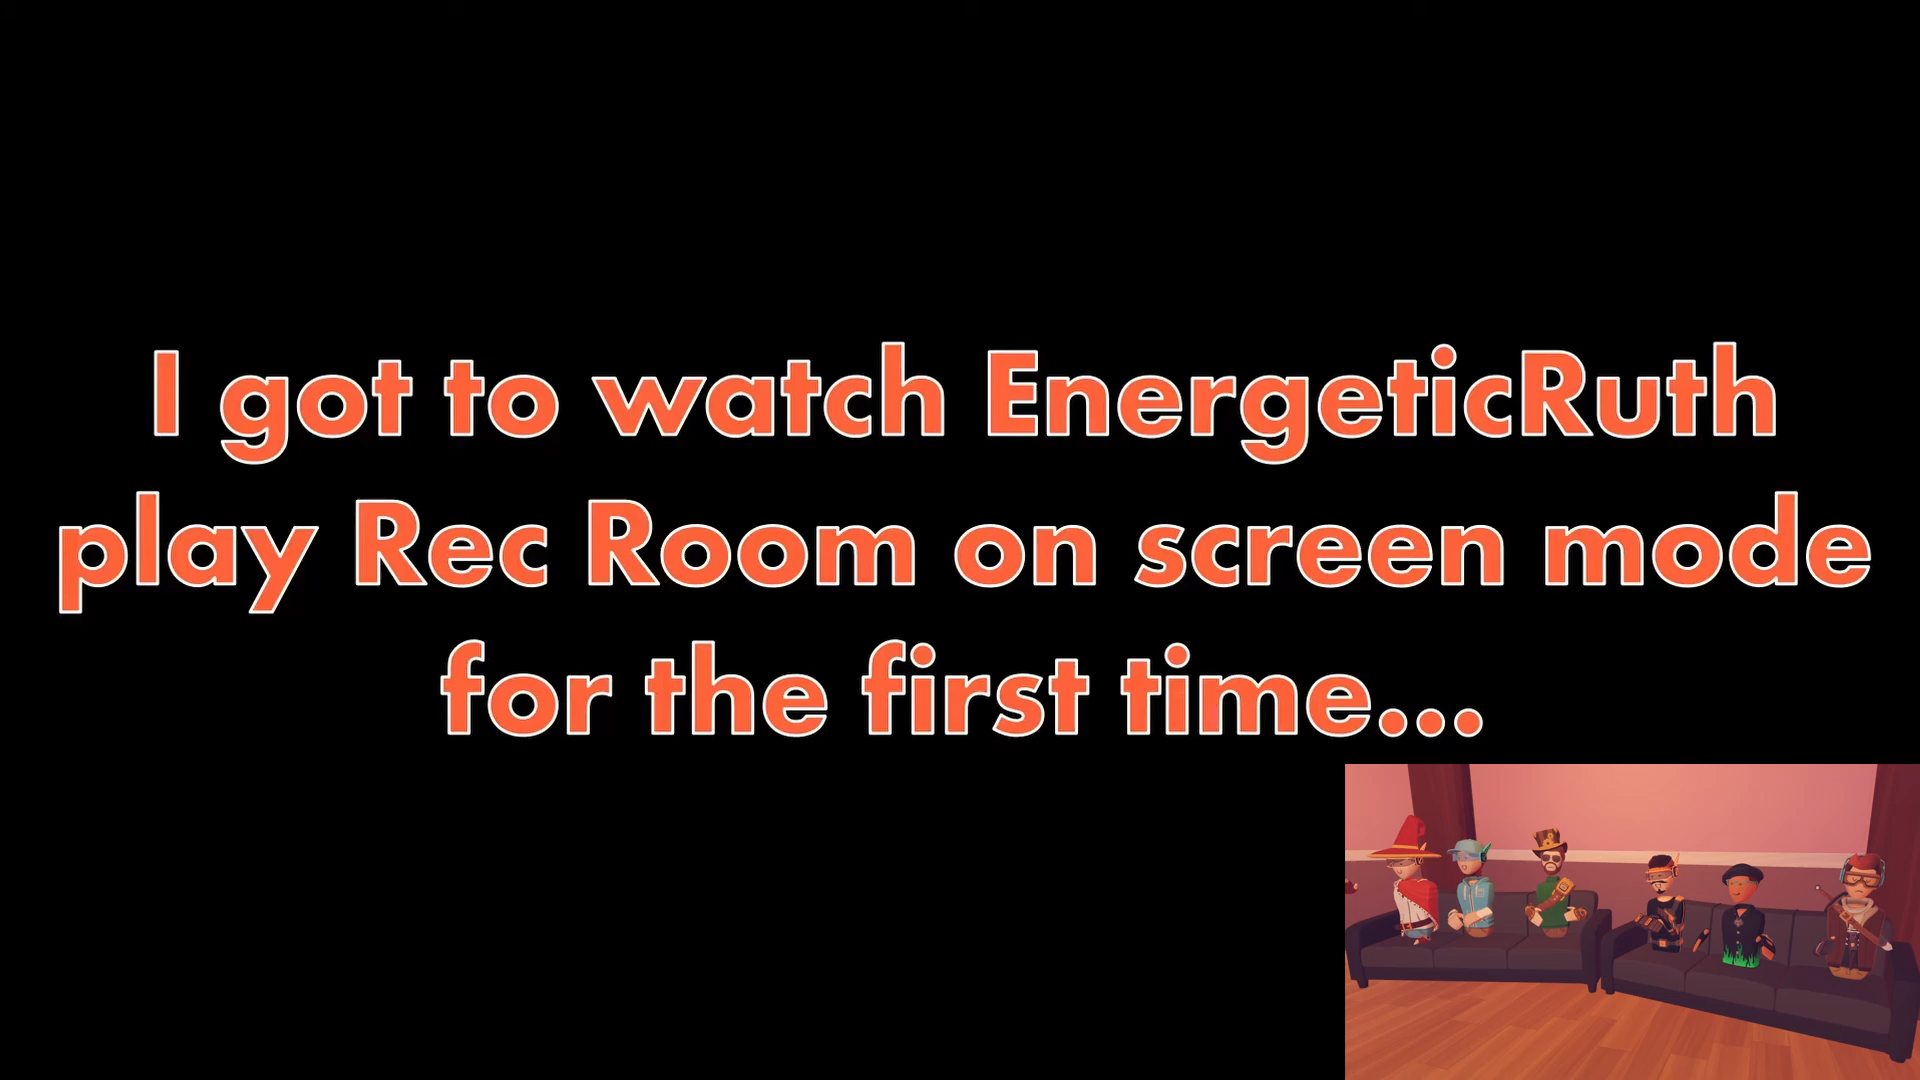 I got to watch EnergeticRuth
play Rec Room on screen mode
for the first time...